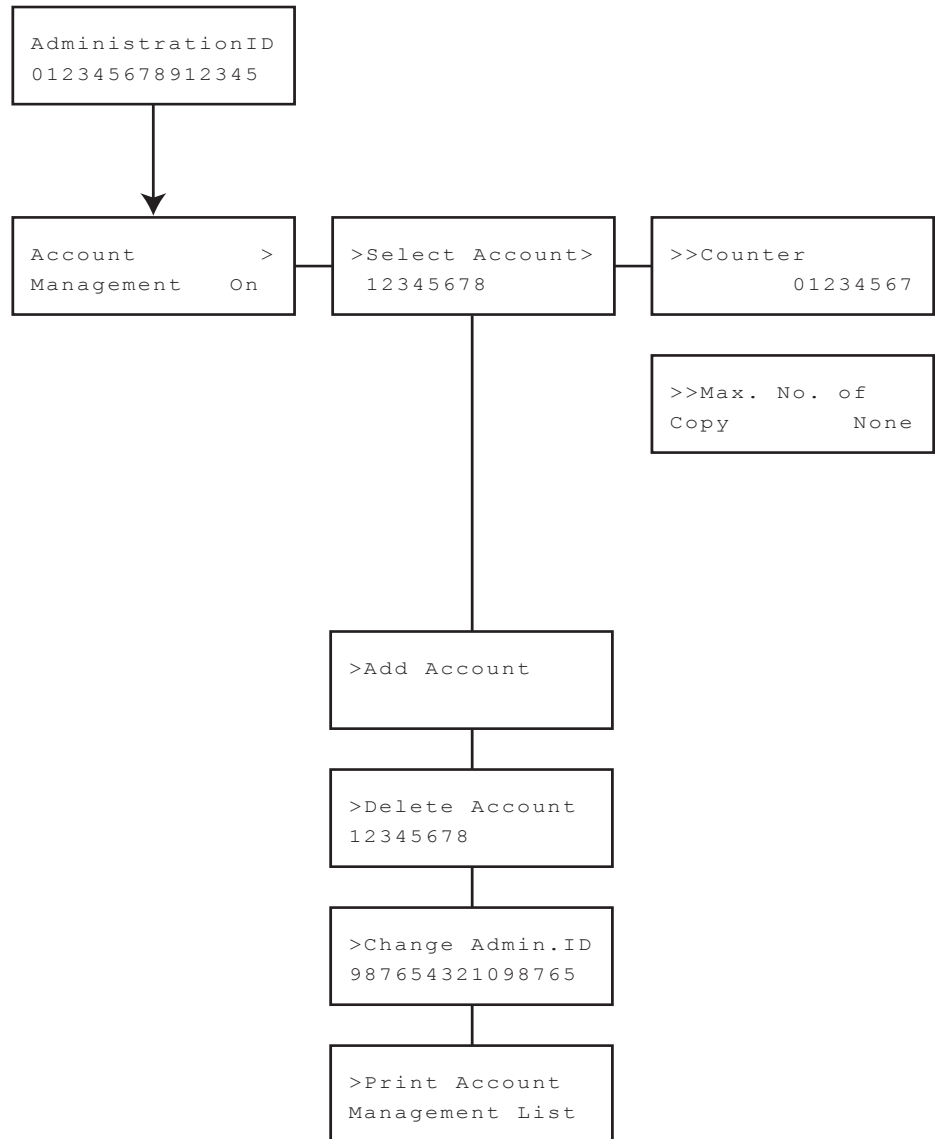 AdministrationID
012345678912345
Account >
Management On
>Select Account>
12345678
>>Counter
01234567
>>Max. No. of
Copy None
>Add Account
>Delete Account
12345678
>Change Admin.ID
987654321098765
>Print Account
Management List